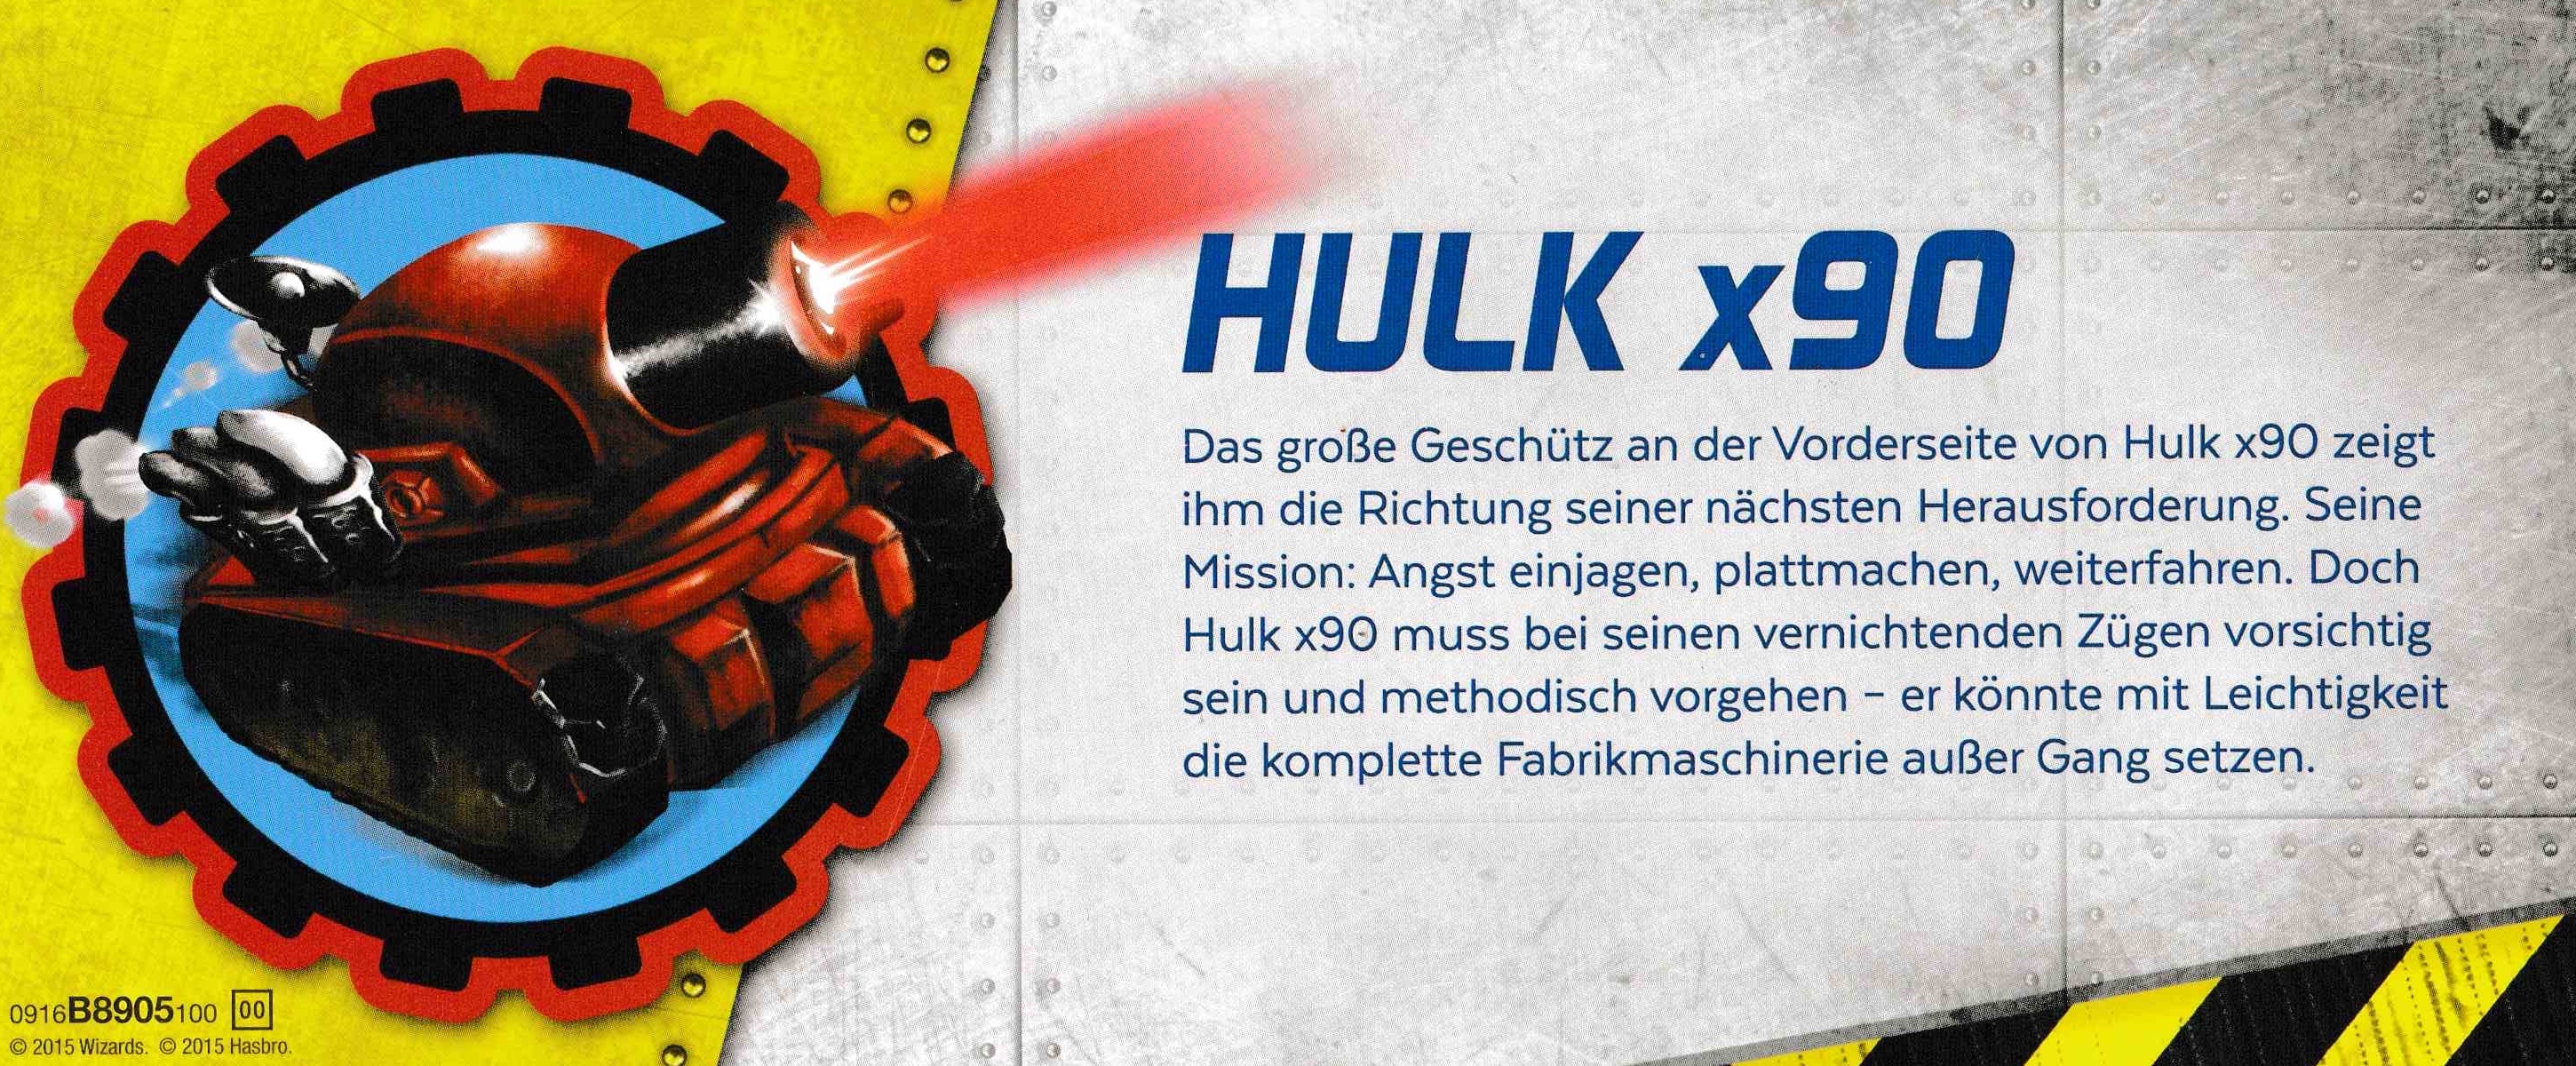 HULK x90
Das große Geschütz an der Vorderseite von Hulk x90 zeigt
ihm die Richtung seiner nächsten Herausforderung. Seine
Mission: Angst einjagen, plattmachen, weiterfahren. Doch
Hulk x90 muss bei seinen vernichtenden Zügen vorsichtig
sein und methodisch vorgehen – er könnte mit Leichtigkeit
die komplette Fabrikmaschinerie außer Gang setzen.
0916B8905100 00
© 2015 Wizards. © 2015 Hasbro.